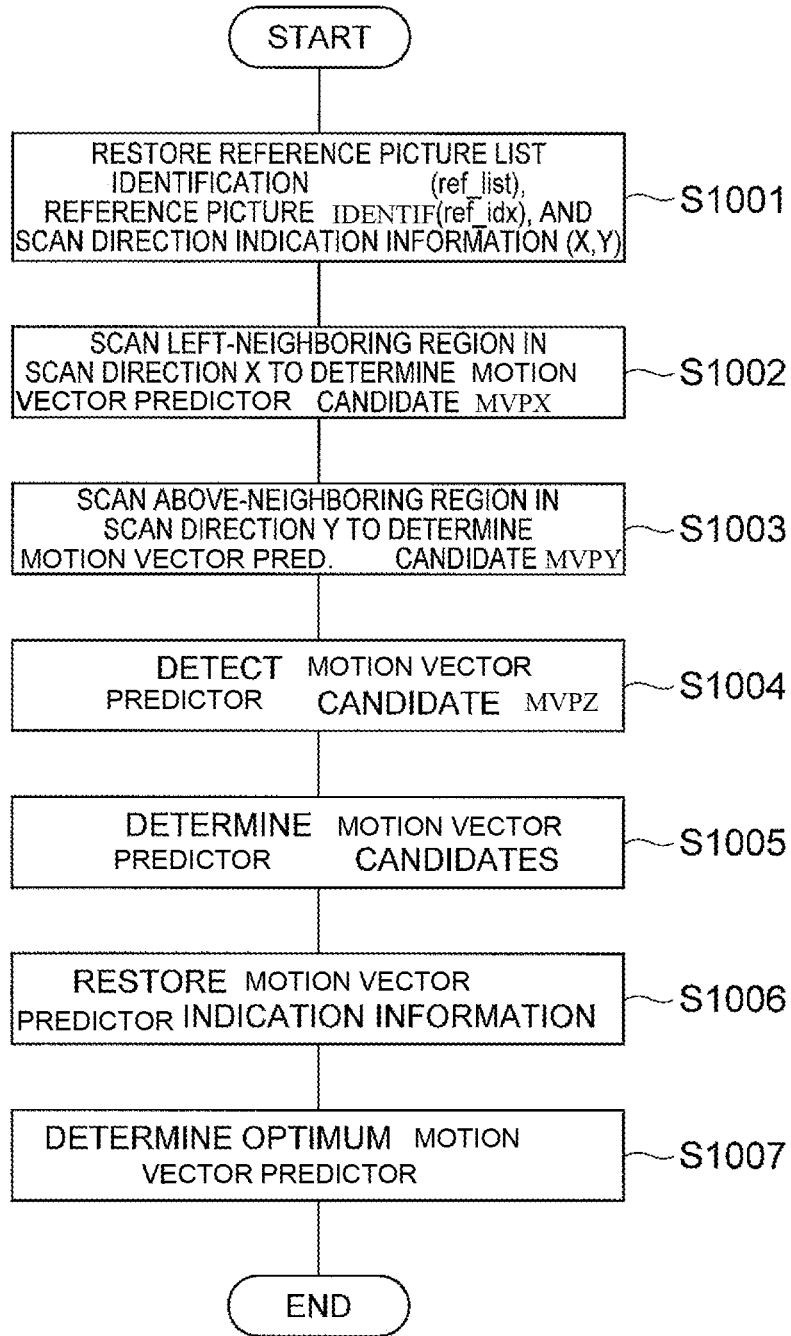 START
RESTORE REFERENCE PICTURE LIST
IDENTIFICATION (ref_list),
REFERENCE PICTURE IDENTIF(ref_idx), AND
SCAN DIRECTION INDICATION INFORMATION (X,Y)
S1001
SCAN LEFT-NEIGHBORING REGION IN
SCAN DIRECTION X TO DETERMINE MOTION
VECTOR PREDICTOR CANDIDATE MVPX
S1002
SCAN ABOVE-NEIGHBORING REGION IN
SCAN DIRECTION Y TO DETERMINE
MOTION VECTOR PRED. CANDIDATE MVPY
S1003
DETECT MOTION VECTOR
PREDICTOR CANDIDATE MVPZ
S1004
DETERMINE MOTION VECTOR
PREDICTOR CANDIDATES
S1005
RESTORE MOTION VECTOR
PREDICTOR INDICATION INFORMATION
S1006
DETERMINE OPTIMUM MOTION
VECTOR PREDICTOR
S1007
END